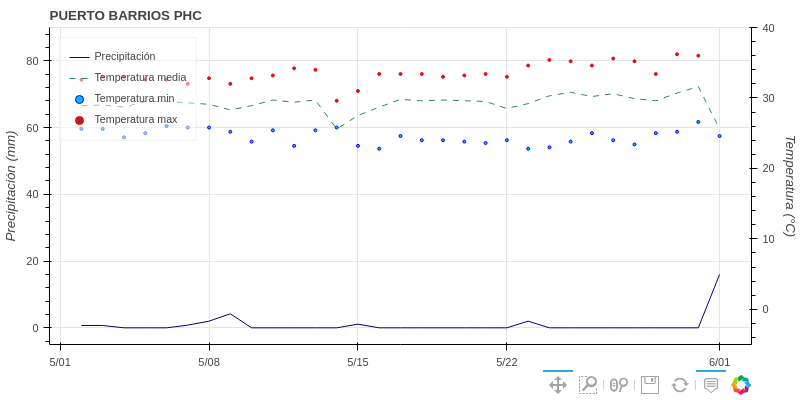 PUERTO BARRIOS PHC
Precipitación
Temperatura media
Temperatura min
Temperatura max
Precipitación (mm)
80
60
40
20
0
Temperatura (°C)
40
30
20
10
0
5/01
5/08
5/15
5/22
6/01